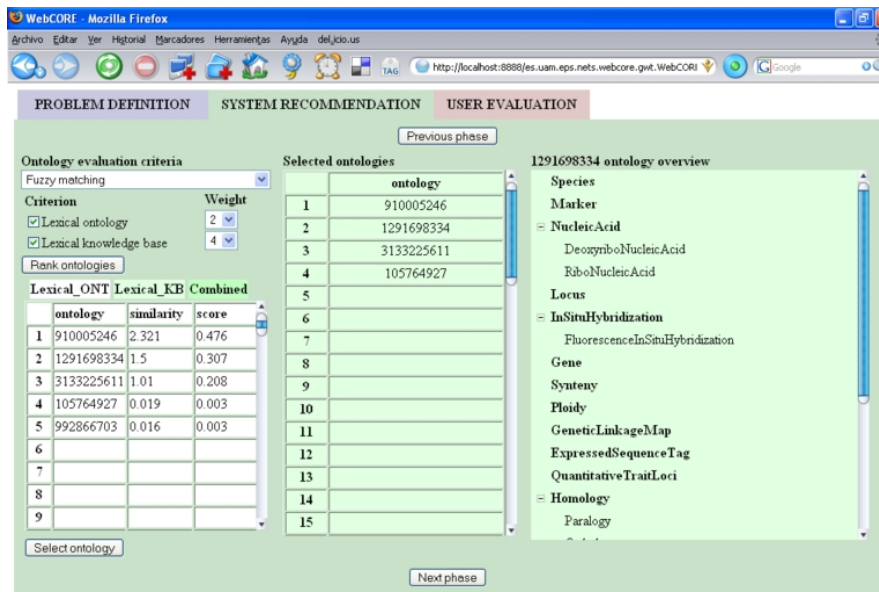 WebCORE - Mozilla Firefox
Archivo Editar Ver Historial Marcadores Herramientas Ayuda del.icio.us
TAG http://localhost:8888/es.uam.eps.nets.webcore.gwt.WebCORI Google
PROBLEM DEFINITION SYSTEM RECOMMENDATION USER EVALUATION
Previous phase
Ontology evaluation criteria
Fuzzy matching
Criterion Weight
Lexical ontology 2
Lexical knowledge base 4
Rank ontologies
Lexical_ONT Lexical_KB Combined
ontology similarity score
1 910005246 2.321 0.476
2 1291698334 1.5 0.307
3 3133225611 1.01 0.208
4 105764927 0.019 0.003
5 992866703 0.016 0.003
6
7
8
9
Select ontology
Selected ontologies
ontology
1 910005246
2 1291698334
3 3133225611
4 105764927
5
6
7
8
9
10
11
12
13
14
15
1291698334 ontology overview
Species
Marker
NucleicAcid
DeoxyriboNucleicAcid
RiboNucleicAcid
Locus
InSituHybridization
FluorescenceInSituHybridization
Gene
Synteny
Ploidy
GeneticLinkageMap
ExpressedSequenceTag
QuantitativeTraitLoci
Homology
Paralogy
Next phase